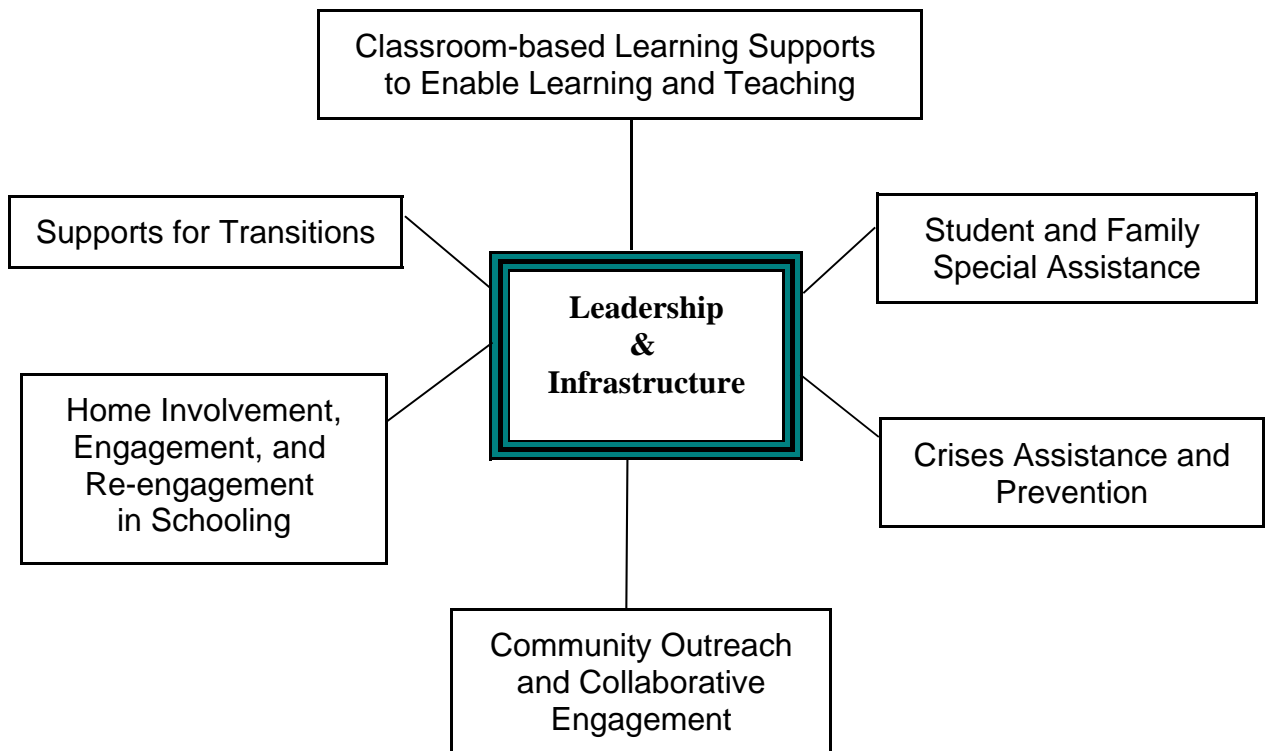 Classroom-based Learning Supports
to Enable Learning and Teaching
Supports for Transitions
Student and Family
Special Assistance
Leadership
&
Infrastructure
Home Involvement,
Engagement, and
Re-engagement
in Schooling
Crises Assistance and
Prevention
Community Outreach
and Collaborative
Engagement